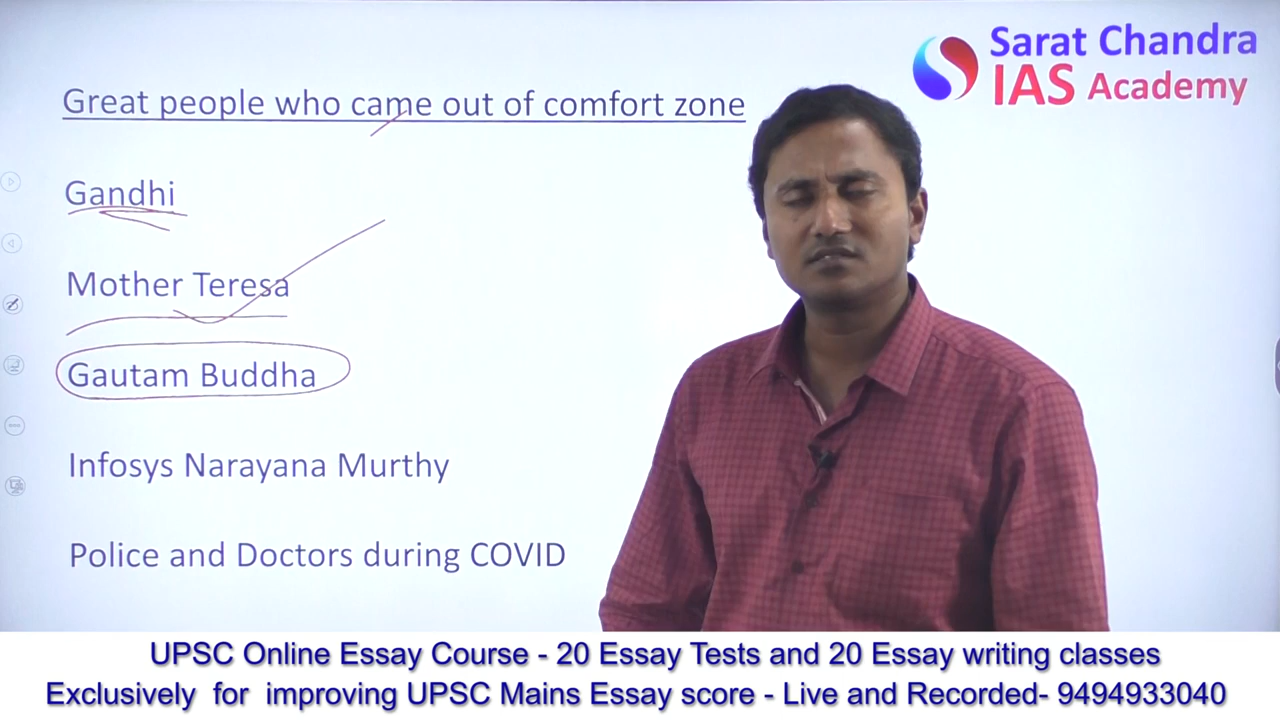 Sarat Chandra
IAS Academy
Great people who came out of comfort zone
Gandhi
Mother Teresa
Gautam Buddha
Infosys Narayana Murthy
Police and Doctors during COVID
UPSC Online Essay Course - 20 Essay Tests and 20 Essay writing classes
Exclusively for improving UPSC Mains Essay score - Live and Recorded- 9494933040